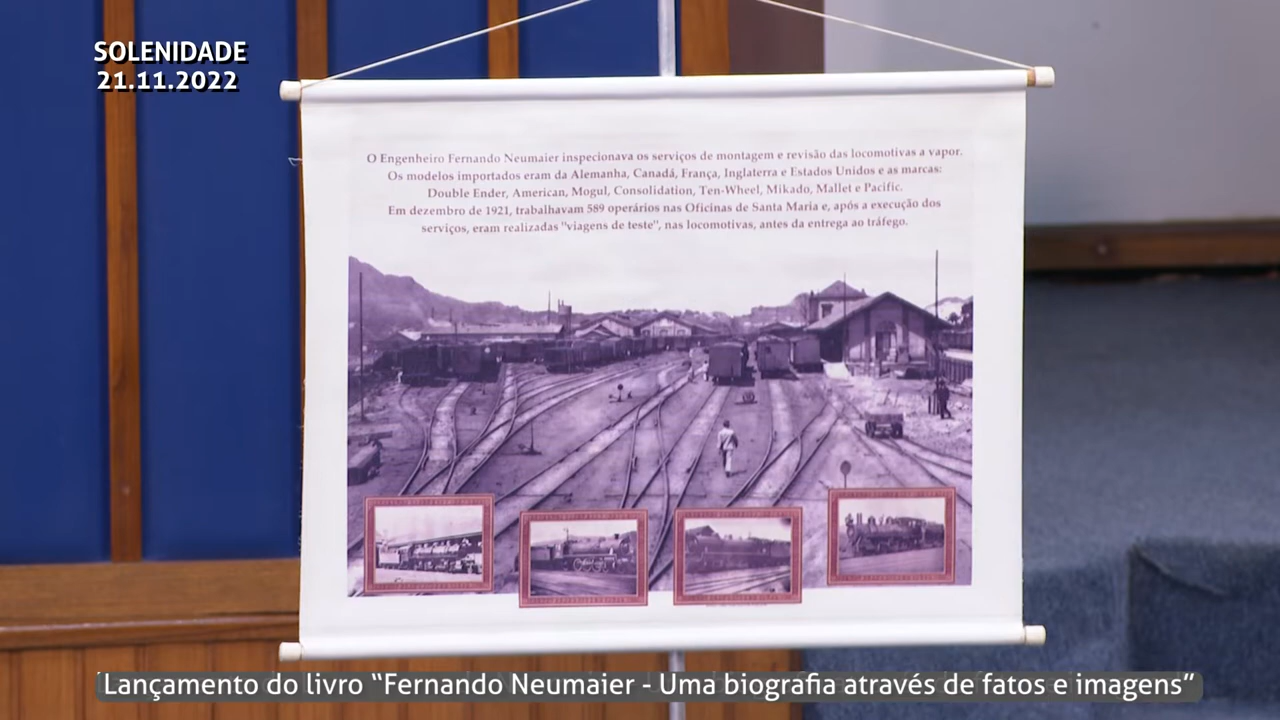 SOLENIDADE
21.11.2022
O Engenheiro Fernando Neumaier inspecionava os serviços de montagem e revisão das locomotivas a vapor.
Os modelos importados eram da Alemanha, Canadá, França, Inglaterra e Estados Unidos e as marcas:
Double Ender, American, Mogul, Consolidation, Ten-Wheel, Mikado, Mallet e Pacific.
Em dezembro de 1921, trabalhavam 589 operários nas Oficinas de Santa Maria e, após a execução dos
serviços, eram realizadas "viagens de teste", nas locomotivas, antes da entrega ao tráfego.
Lançamento do livro “Fernando Neumaier - Uma biografia através de fatos e imagens”